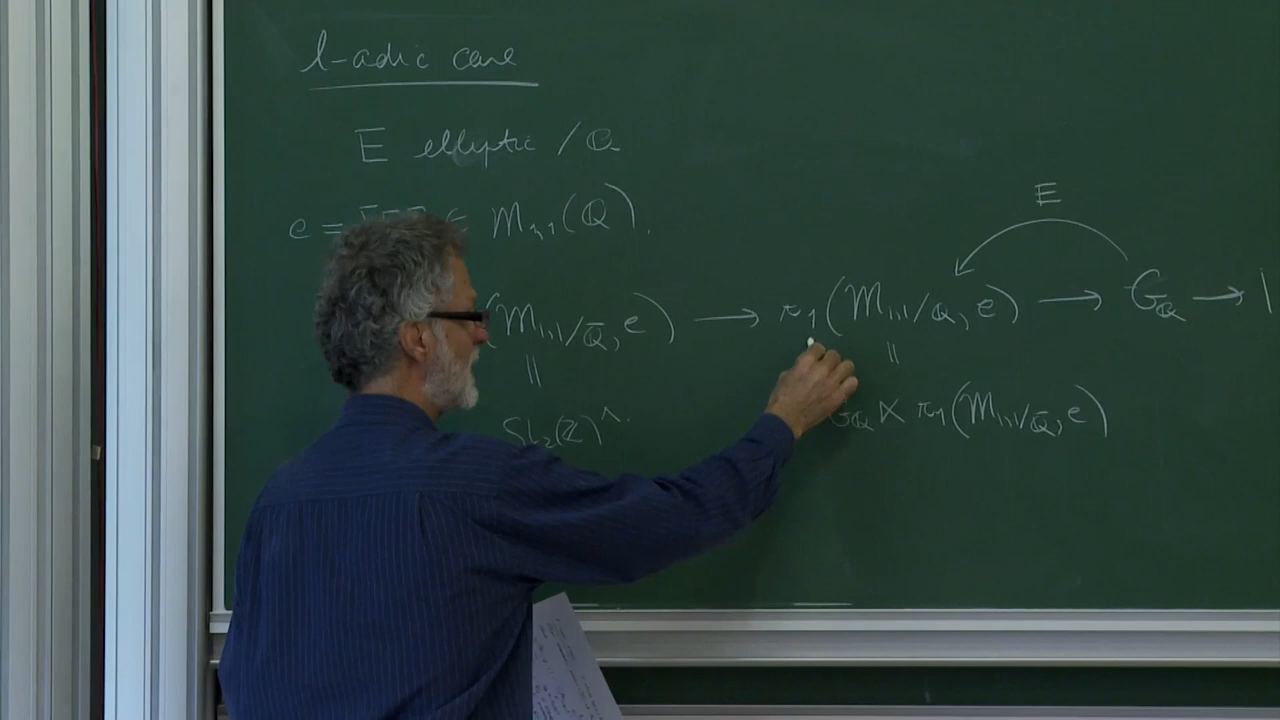 l-adic case
E elliptic /ℚ
e = [E] ∈ M₁,₁(ℚ).
E
(M₁,₁/ℚ̄, e) → π₁(M₁,₁/ℚ, e) → G_ℚ → 1
|| ||
SL₂(ℤ)^ . G_ℚ ⋉ π₁(M₁,₁/ℚ̄, e)